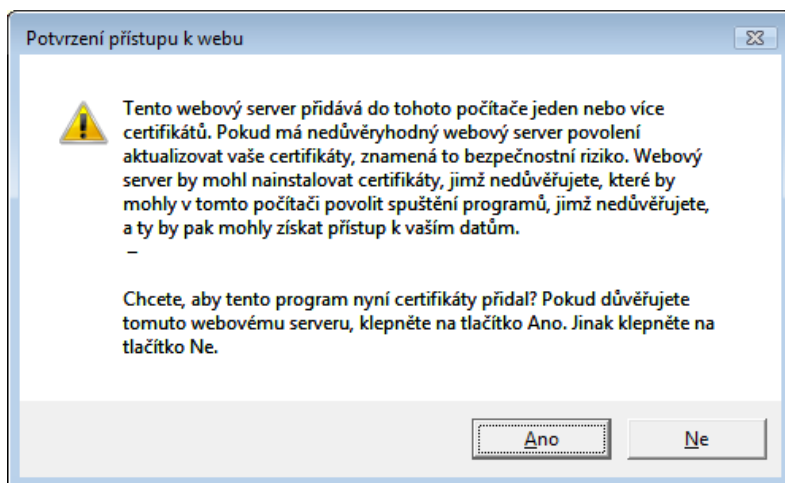 Potvrzení přístupu k webu
Tento webový server přidává do tohoto počítače jeden nebo více
certifikátů. Pokud má nedůvěryhodný webový server povolení
aktualizovat vaše certifikáty, znamená to bezpečnostní riziko. Webový
server by mohl nainstalovat certifikáty, jimž nedůvěřujete, které by
mohly v tomto počítači povolit spuštění programů, jimž nedůvěřujete,
a ty by pak mohly získat přístup k vaším datům.
–
Chcete, aby tento program nyní certifikáty přidal? Pokud důvěřujete
tomuto webovému serveru, klepněte na tlačítko Ano. Jinak klepněte na
tlačítko Ne.
Ano
Ne